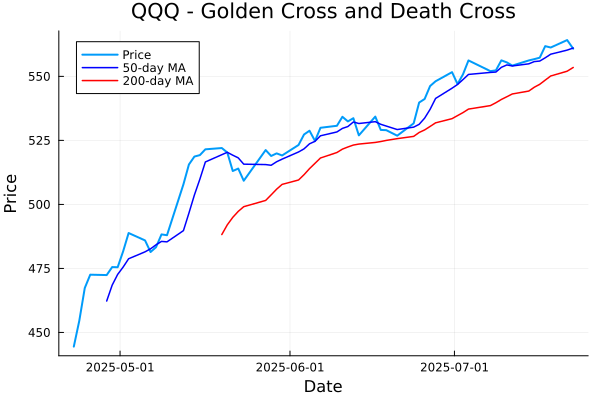 QQQ - Golden Cross and Death Cross
Price
50-day MA
200-day MA
550
525
500
475
450
Price
2025-05-01
2025-06-01
2025-07-01
Date